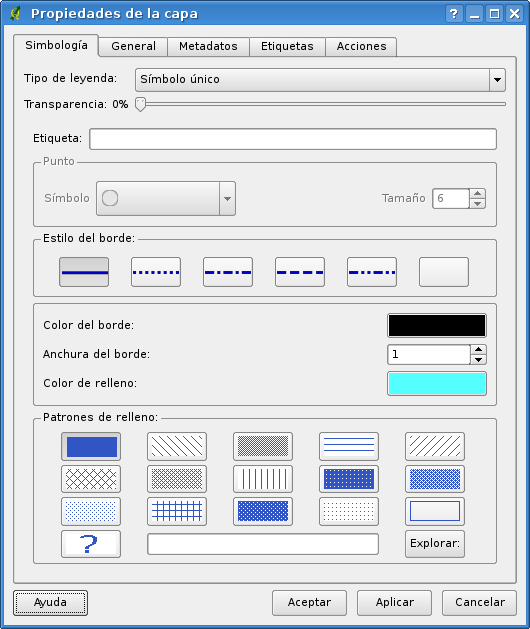 Propiedades de la capa
Simbología General Metadatos Etiquetas Acciones
Tipo de leyenda: Símbolo único
Transparencia: 0%
Etiqueta:
Punto
Símbolo Tamaño 6
Estilo del borde:
Color del borde:
Anchura del borde: 1
Color de relleno:
Patrones de relleno:
? Explorar:
Ayuda Aceptar Aplicar Cancelar